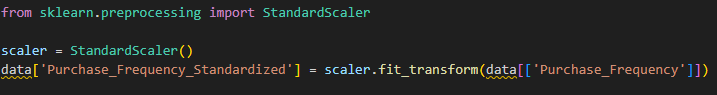 from sklearn.preprocessing import StandardScaler
scaler = StandardScaler()
data['Purchase_Frequency_Standardized'] = scaler.fit_transform(data[['Purchase_Frequency']])